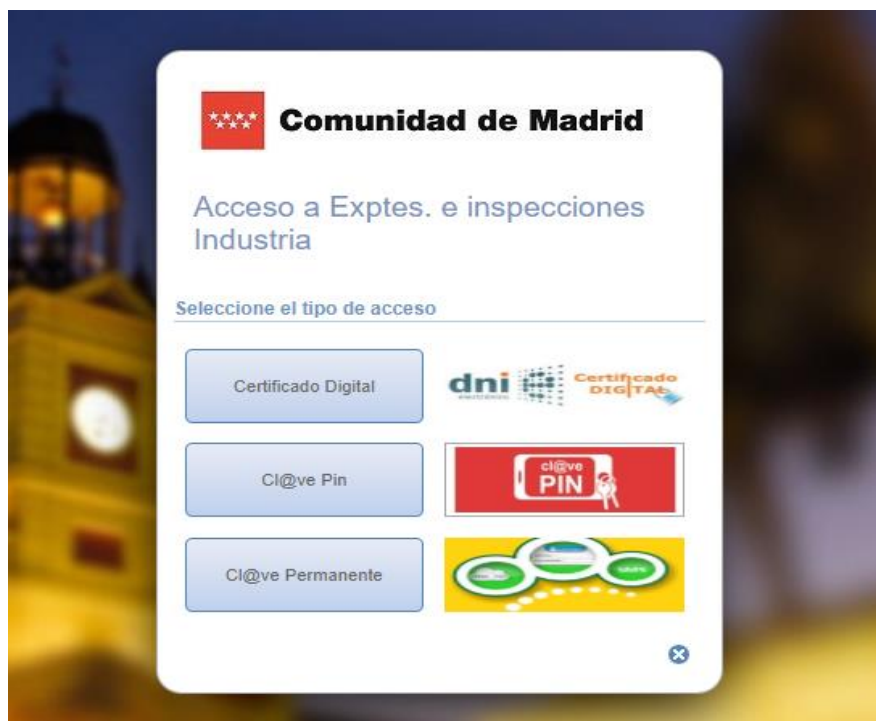 Comunidad de Madrid
Acceso a Exptes. e inspecciones
Industria
Seleccione el tipo de acceso
Certificado Digital
dni
Certificado
DIGITAL
Cl@ve Pin
cl@ve
PIN
Cl@ve Permanente